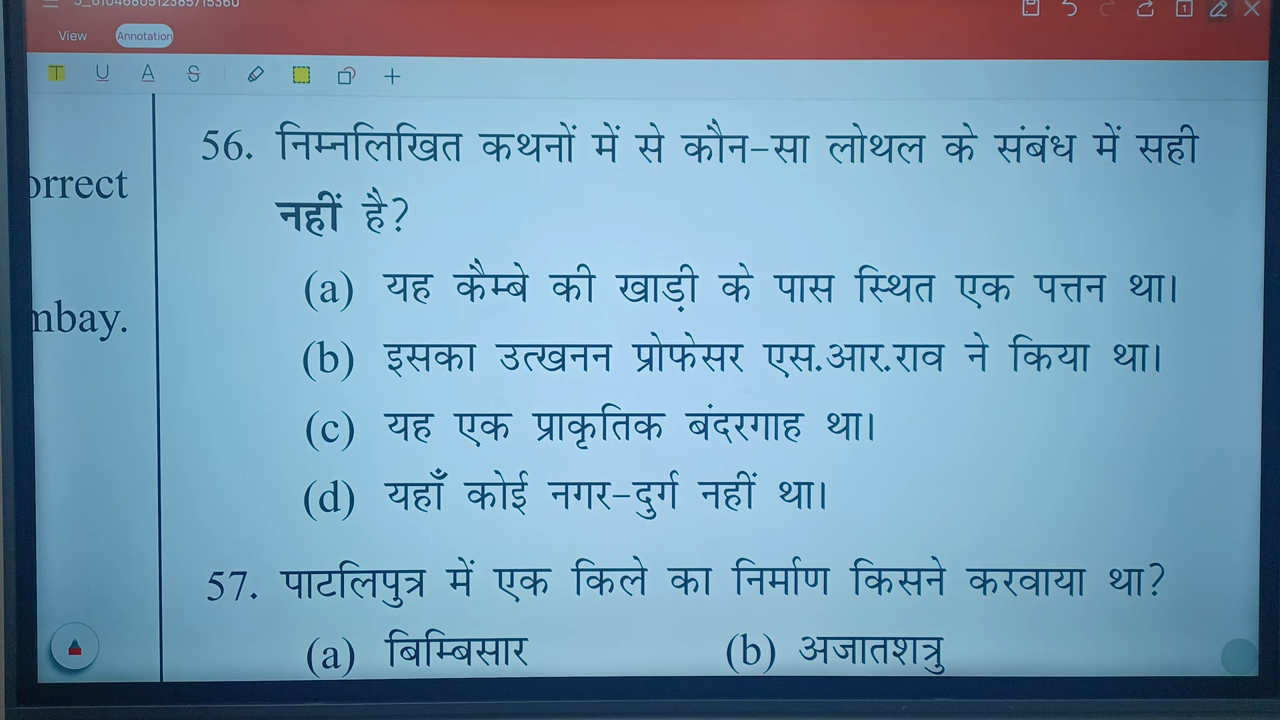 View
Annotation
T U A S
orrect
mbay.
56. निम्नलिखित कथनों में से कौन-सा लोथल के संबंध में सही
नहीं है?
(a) यह कैम्बे की खाड़ी के पास स्थित एक पत्तन था।
(b) इसका उत्खनन प्रोफेसर एस.आर.राव ने किया था।
(c) यह एक प्राकृतिक बंदरगाह था।
(d) यहाँ कोई नगर-दुर्ग नहीं था।
57. पाटलिपुत्र में एक किले का निर्माण किसने करवाया था?
(a) बिम्बिसार (b) अजातशत्रु